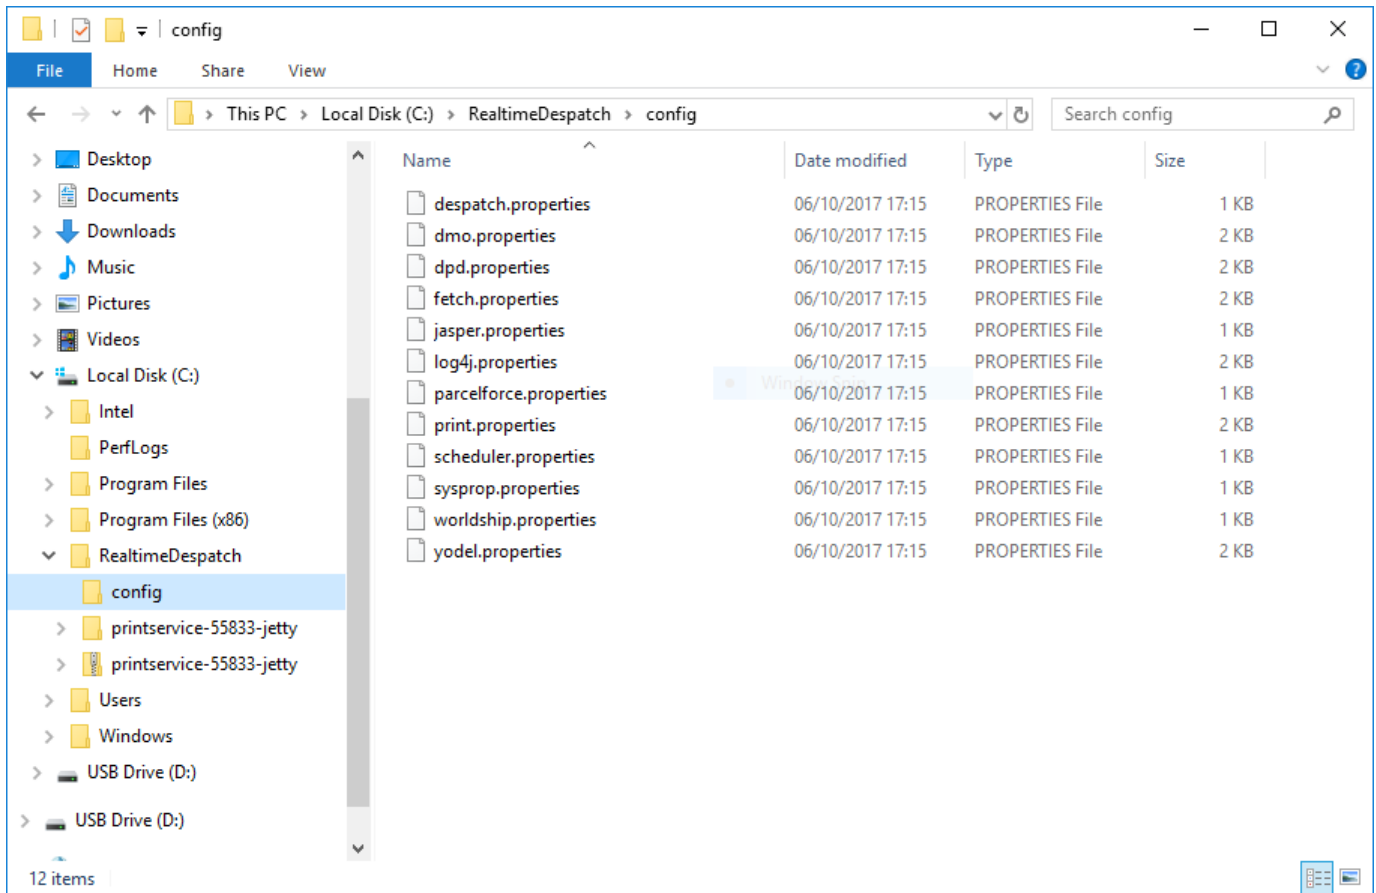 config
File Home Share View
This PC Local Disk (C:) RealtimeDespatch config Search config
Desktop
Documents
Downloads
Music
Pictures
Videos
Local Disk (C:)
Intel
PerfLogs
Program Files
Program Files (x86)
RealtimeDespatch
config
printservice-55833-jetty
printservice-55833-jetty
Users
Windows
USB Drive (D:)
USB Drive (D:)
Name Date modified Type Size
despatch.properties 06/10/2017 17:15 PROPERTIES File 1 KB
dmo.properties 06/10/2017 17:15 PROPERTIES File 2 KB
dpd.properties 06/10/2017 17:15 PROPERTIES File 2 KB
fetch.properties 06/10/2017 17:15 PROPERTIES File 2 KB
jasper.properties 06/10/2017 17:15 PROPERTIES File 1 KB
log4j.properties 06/10/2017 17:15 PROPERTIES File 2 KB
Window Snip
parcelforce.properties 06/10/2017 17:15 PROPERTIES File 1 KB
print.properties 06/10/2017 17:15 PROPERTIES File 2 KB
scheduler.properties 06/10/2017 17:15 PROPERTIES File 1 KB
sysprop.properties 06/10/2017 17:15 PROPERTIES File 1 KB
worldship.properties 06/10/2017 17:15 PROPERTIES File 1 KB
yodel.properties 06/10/2017 17:15 PROPERTIES File 2 KB
12 items